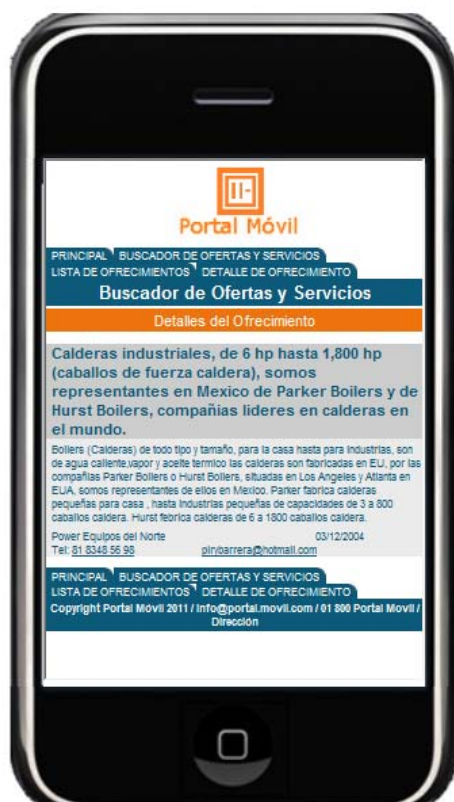 Portal Móvil
PRINCIPAL BUSCADOR DE OFERTAS Y SERVICIOS
LISTA DE OFRECIMIENTOS DETALLE DE OFRECIMIENTO
Buscador de Ofertas y Servicios
Detalles del Ofrecimiento
Calderas industriales, de 6 hp hasta 1,800 hp
(caballos de fuerza caldera), somos
representantes en Mexico de Parker Boilers y de
Hurst Boilers, compañias lideres en calderas en
el mundo.
Boilers (Calderas) de todo tipo y tamaño, para la casa hasta para industrias, son
de agua caliente,vapor y aceite termico las calderas son fabricadas en EU, por las
compañias Parker Boilers o Hurst Boilers, situadas en Los Angeles y Atlanta en
EUA, somos representantes de ellos en Mexico. Parker fabrica calderas
pequeñas para casa , hasta industrias pequeñas de capacidades de 3 a 800
caballos caldera. Hurst febrica calderas de 6 a 1800 caballos caldera.
Power Equipos del Norte 03/12/2004
Tel: 81 8348 56 98 @hotmail.com
PRINCIPAL BUSCADOR DE OFERTAS Y SERVICIOS
LISTA DE OFRECIMIENTOS DETALLE DE OFRECIMIENTO
Copyright Portal Móvil 2011 / info@portal.movil.com / 01 800 Portal Movil /
Dirección